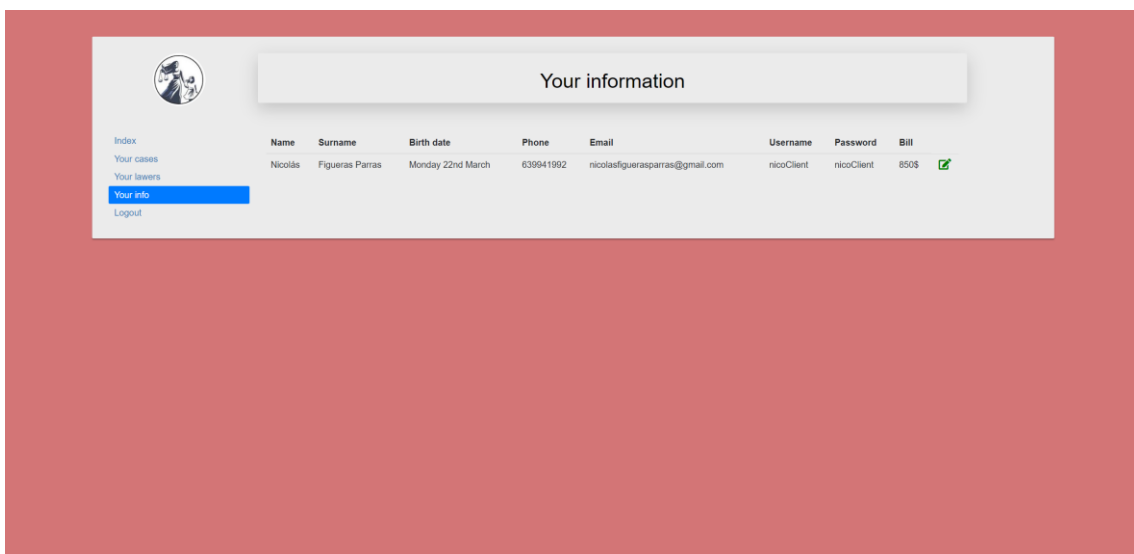 Your information
Index
Your cases
Your lawers
Your info
Logout
Name Surname Birth date Phone Email Username Password Bill
Nicolás Figueras Parras Monday 22nd March 639941992 nicolasfiguerasparras@gmail.com nicoClient nicoClient 850$